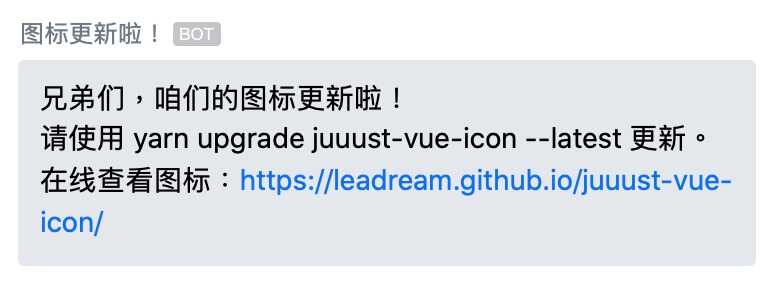 图标更新啦！ BOT
兄弟们，咱们的图标更新啦！
请使用 yarn upgrade juuust-vue-icon --latest 更新。
在线查看图标：https://leadream.github.io/juuust-vue-
icon/